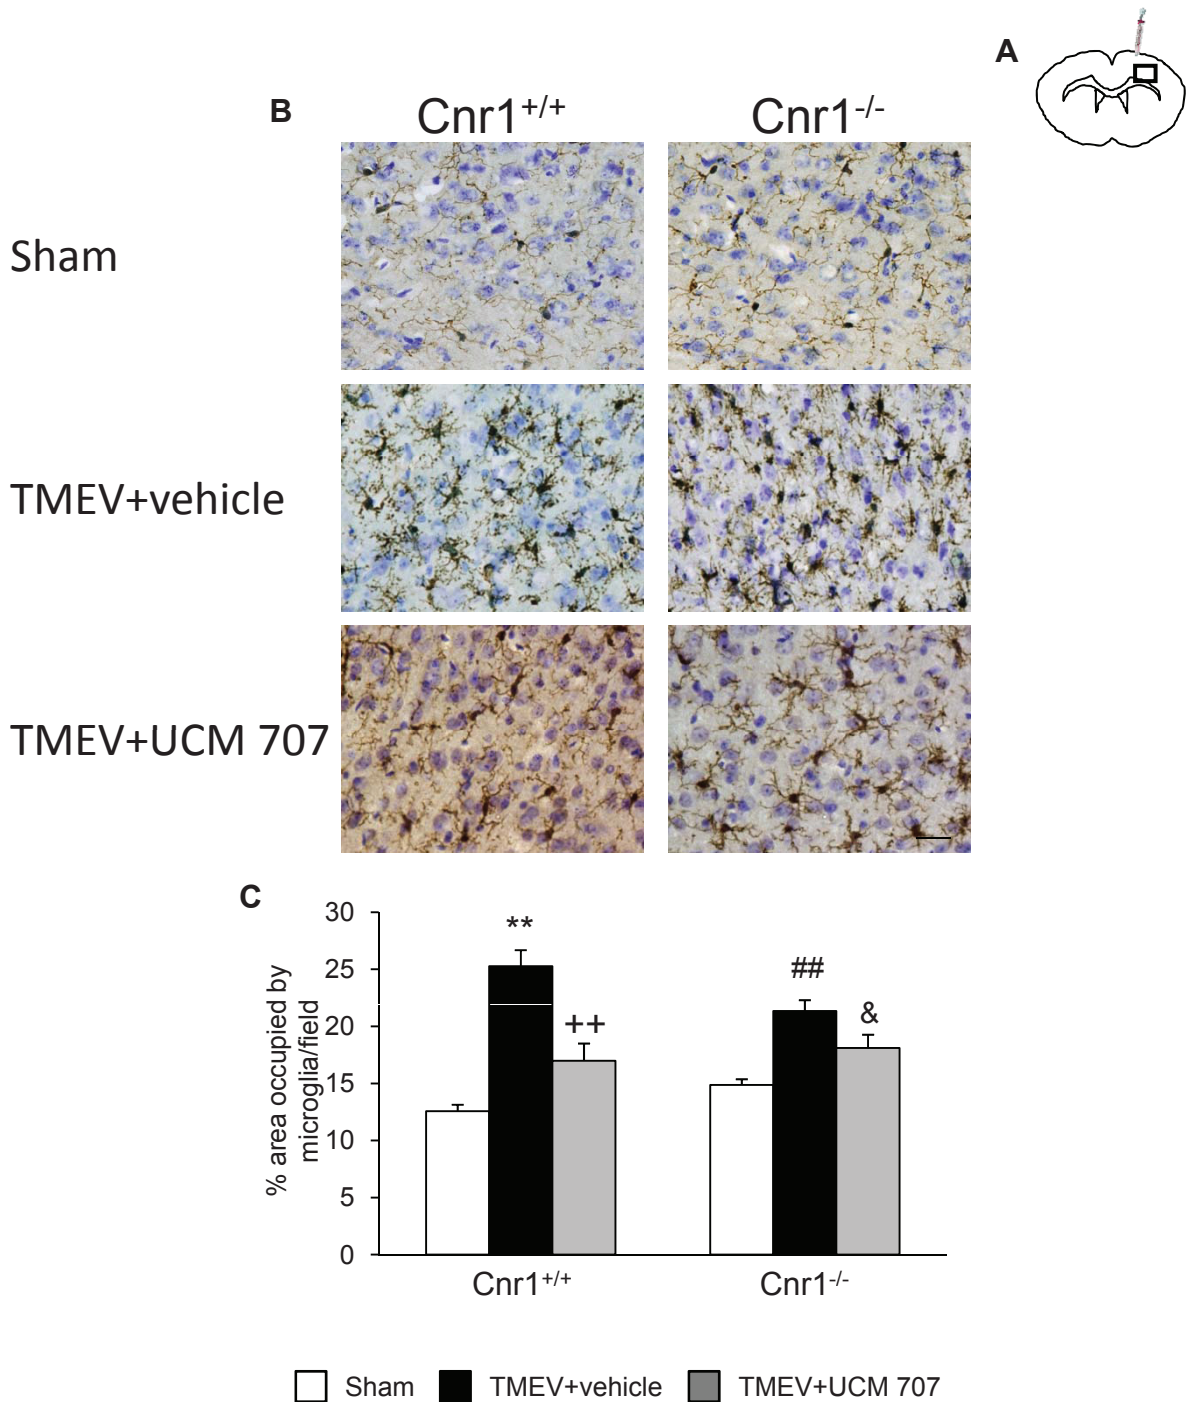 A
B
Cnr1+/+ Cnr1-/-
Sham
TMEV+vehicle
TMEV+UCM 707
C
% area occupied by
microglia/field
30
25
20
15
10
5
0
**
++
##
&
Cnr1+/+ Cnr1-/-
Sham TMEV+vehicle TMEV+UCM 707